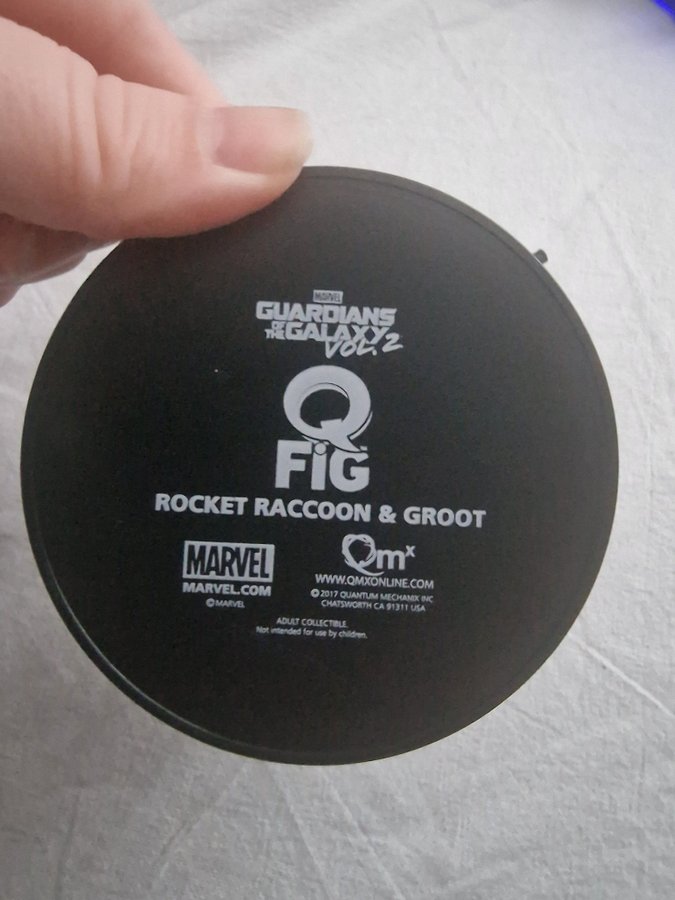 MARVEL
GUARDIANS
OF THE GALAXY
VOL. 2
Q
FiG
ROCKET RACCOON & GROOT
MARVEL
MARVEL.COM
© MARVEL
Qmx
WWW.QMXONLINE.COM
© 2017 QUANTUM MECHANIX INC
CHATSWORTH CA 91311 USA
ADULT COLLECTIBLE.
Not intended for use by children.